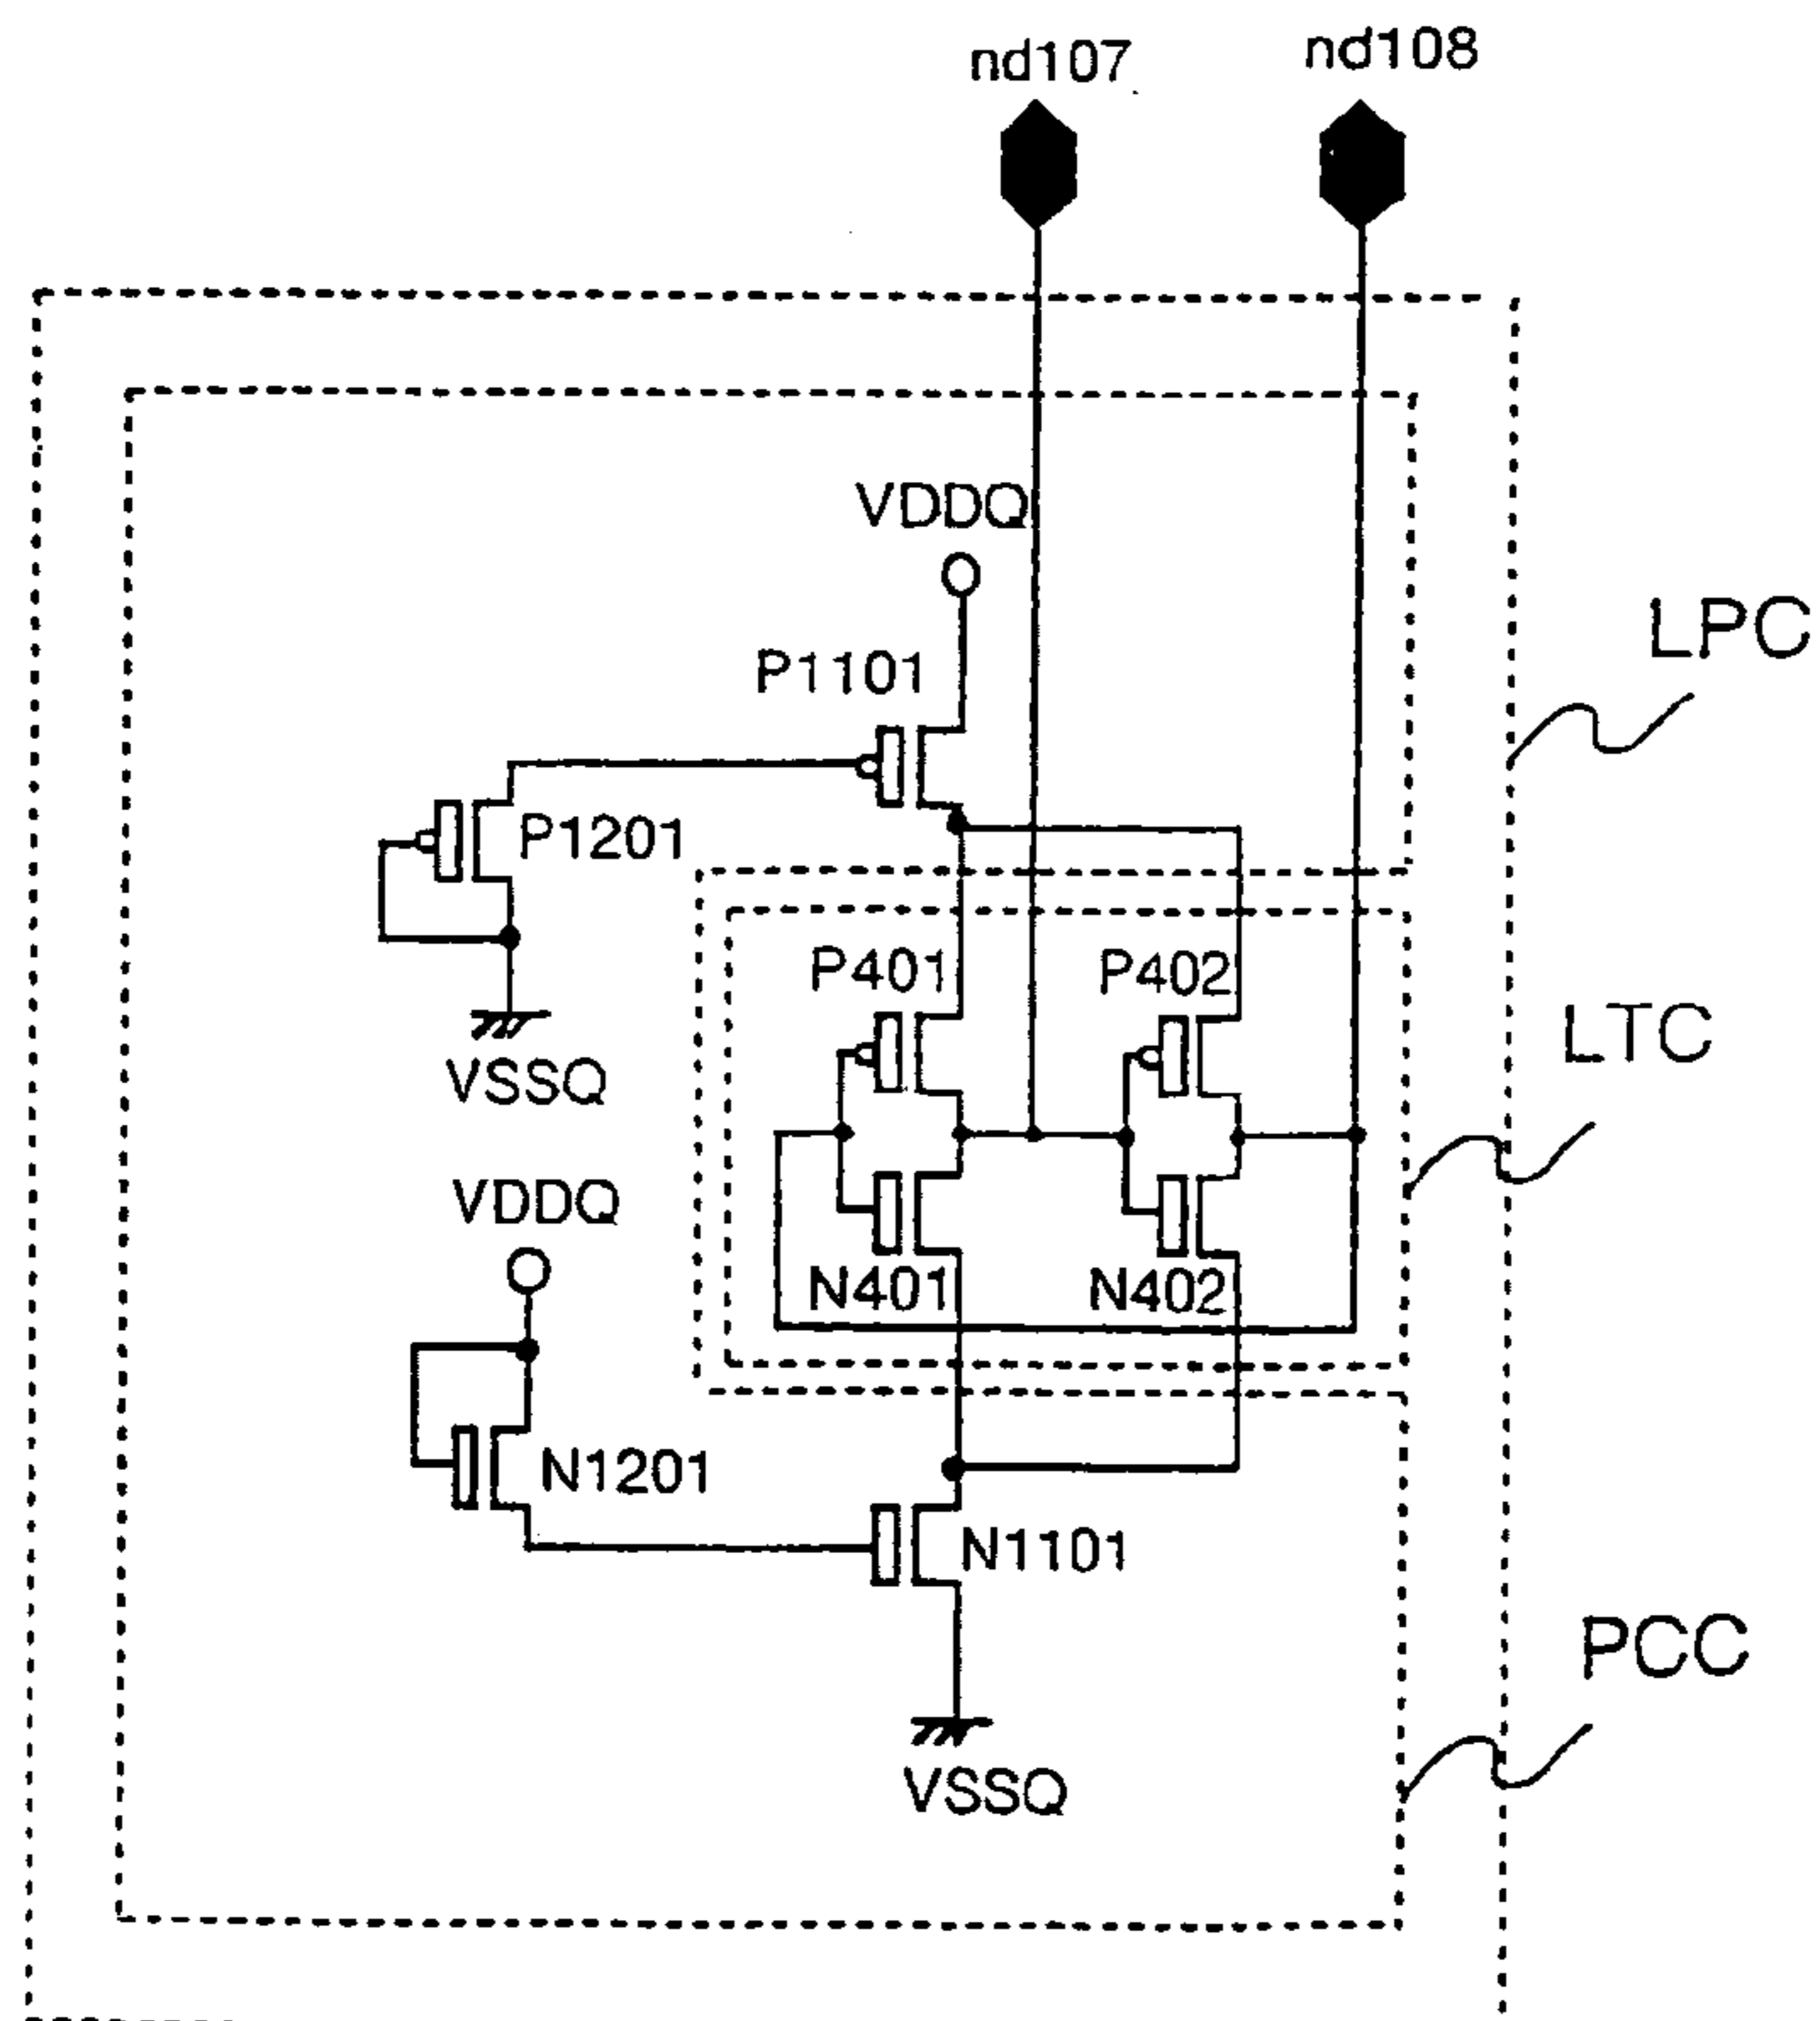 nd107
nd108
VDDQ
LPC
P1101
P1201
P401
P402
LTC
VSSQ
VDDQ
N401
N402
N1201
N1101
PCC
VSSQ